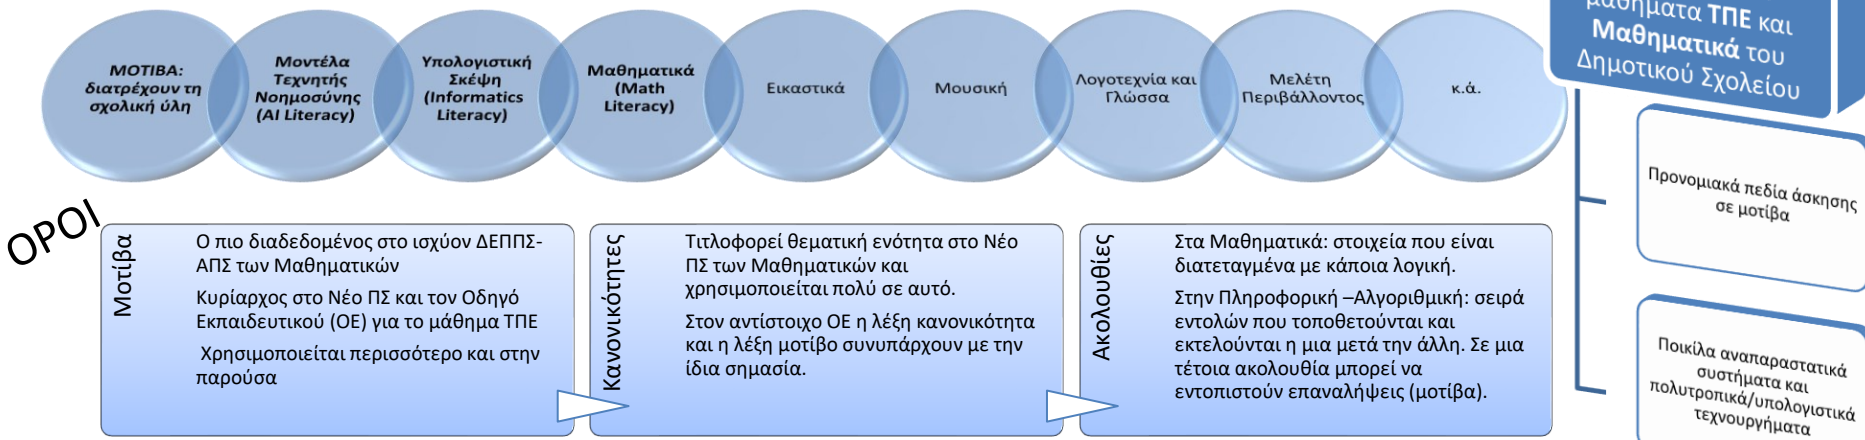 ΜΟΤΙΒΑ:
διατρέχουν τη
σχολική ύλη
Μοντέλα
Τεχνητής
Νοημοσύνης
(AI Literacy)
Υπολογιστική
Σκέψη
(Informatics
Literacy)
Μαθηματικά
(Math
Literacy)
Εικαστικά
Μουσική
Λογοτεχνία και
Γλώσσα
Μελέτη
Περιβάλλοντος
κ.ά.
μαθήματα ΤΠΕ και
Μαθηματικά του
Δημοτικού Σχολείου
Προνομιακά πεδία άσκησης
σε μοτίβα
Ποικίλα αναπαραστατικά
συστήματα και
πολυτροπικά/υπολογιστικά
τεχνουργήματα
ΟΡΟΙ
Μοτίβα
Ο πιο διαδεδομένος στο ισχύον ΔΕΠΠΣ-
ΑΠΣ των Μαθηματικών
Κυρίαρχος στο Νέο ΠΣ και τον Οδηγό
Εκπαιδευτικού (ΟΕ) για το μάθημα ΤΠΕ
Χρησιμοποιείται περισσότερο και στην
παρούσα
Κανονικότητες
Τιτλοφορεί θεματική ενότητα στο Νέο
ΠΣ των Μαθηματικών και
χρησιμοποιείται πολύ σε αυτό.
Στον αντίστοιχο ΟΕ η λέξη κανονικότητα
και η λέξη μοτίβο συνυπάρχουν με την
ίδια σημασία.
Ακολουθίες
Στα Μαθηματικά: στοιχεία που είναι
διατεταγμένα με κάποια λογική.
Στην Πληροφορική –Αλγοριθμική: σειρά
εντολών που τοποθετούνται και
εκτελούνται η μια μετά την άλλη. Σε μια
τέτοια ακολουθία μπορεί να
εντοπιστούν επαναλήψεις (μοτίβα).